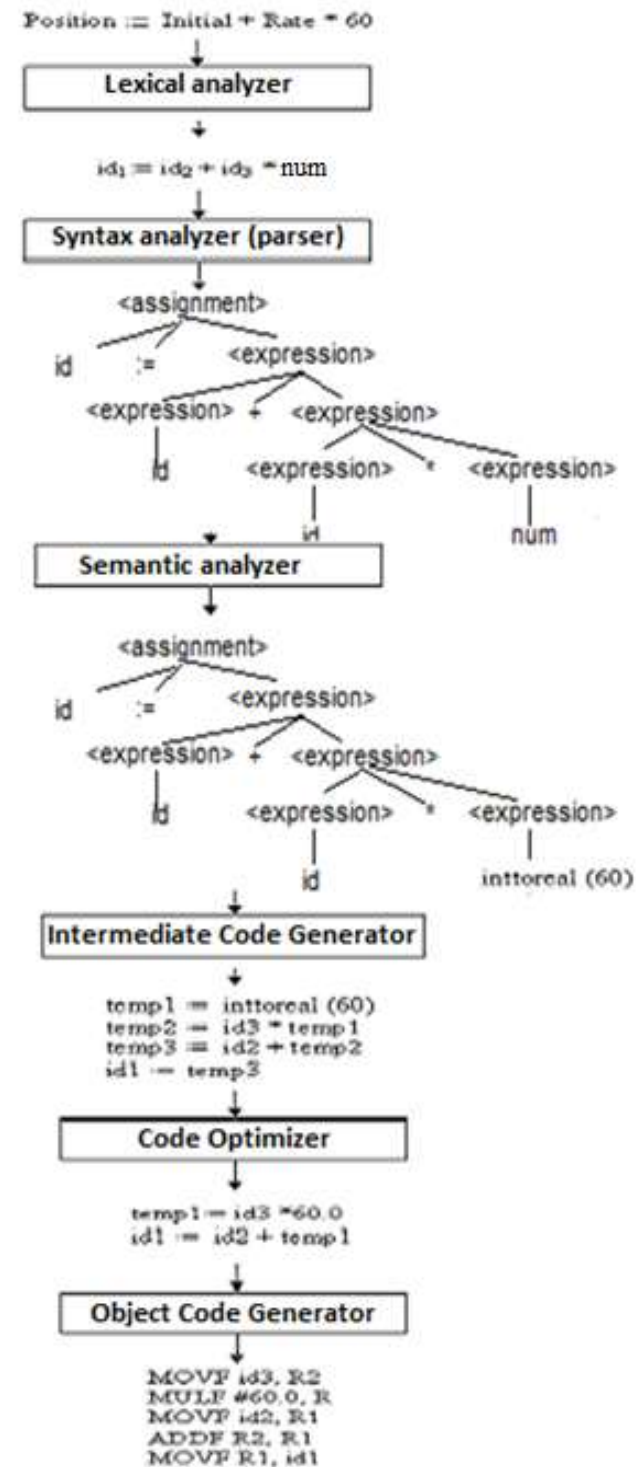 Position := Initial + Rate * 60
Lexical analyzer
id1 := id2 + id3 * num
Syntax analyzer (parser)
<assignment>
id := <expression>
<expression> + <expression>
id <expression> * <expression>
id num
Semantic analyzer
<assignment>
id := <expression>
<expression> + <expression>
id <expression> * <expression>
id inttoreal (60)
Intermediate Code Generator
temp1 := inttoreal (60)
temp2 := id3 * temp1
temp3 := id2 + temp2
id1 := temp3
Code Optimizer
temp1 := id3 *60.0
id1 := id2 + temp1
Object Code Generator
MOVF id3, R2
MULF #60.0, R
MOVF id2, R1
ADDF R2, R1
MOVF R1, id1